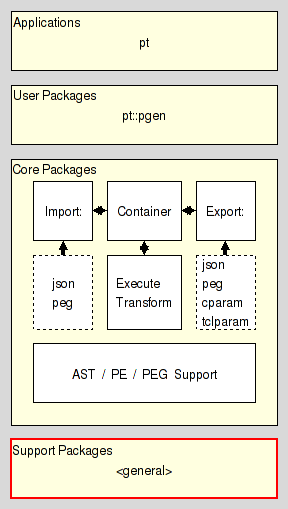 Applications
pt
User Packages
pt::pgen
Core Packages
Import:
Container
Export:
json
peg
Execute
Transform
json
peg
cparam
tclparam
AST / PE / PEG Support
Support Packages
<general>